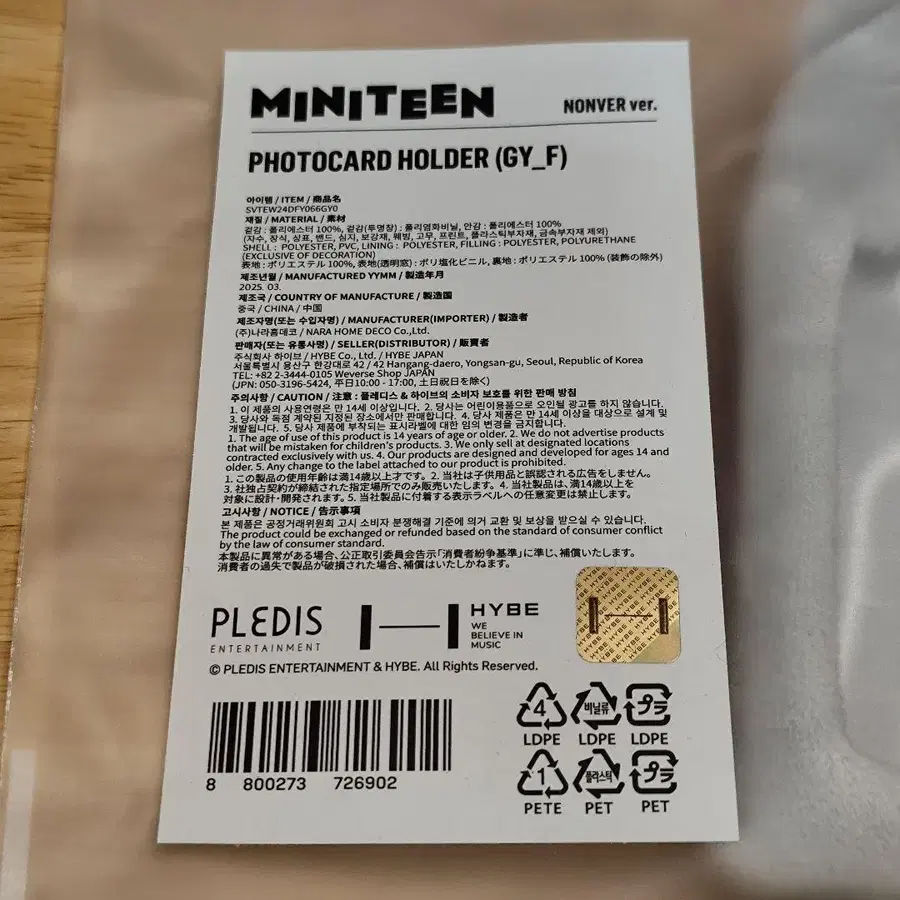 MINITEEN
NONVER ver.
PHOTOCARD HOLDER (GY_F)
아이템 / ITEM / 商品名
SVTEW24DFY066GY0
재질 / MATERIAL / 素材
겉감 : 폴리에스터 100%, 겉감(투명창) : 폴리염화비닐, 안감 : 폴리에스터 100%
(자수, 장식, 상표, 밴드, 심지, 보강재, 웨빙, 고무, 프린트, 플라스틱부자재, 금속부자재 제외)
SHELL : POLYESTER, PVC, LINING : POLYESTER, FILLING : POLYESTER, POLYURETHANE
(EXCLUSIVE OF DECORATION)
表地 : ポリエステル 100%, 表地(透明窓) : ポリ塩化ビニル, 裏地 : ポリエステル 100% (装飾の除外)
제조년월 / MANUFACTURED YYMM / 製造年月
2025. 03.
제조국 / COUNTRY OF MANUFACTURE / 製造国
중국 / CHINA / 中国
제조자명(또는 수입자명) / MANUFACTURER(IMPORTER) / 製造者
(주)나라홈데코 / NARA HOME DECO Co.,Ltd.
판매자(또는 유통사명) / SELLER(DISTRIBUTOR) / 販賣者
주식회사 하이브 / HYBE Co., Ltd. / HYBE JAPAN
서울특별시 용산구 한강대로 42 / 42 Hangang-daero, Yongsan-gu, Seoul, Republic of Korea
TEL: +82 2-3444-0105 Weverse Shop JAPAN
(JPN: 050-3196-5424, 平日10:00 - 17:00, 土日祝日を除く)
주의사항 / CAUTION / 注意 : 플레디스 & 하이브의 소비자 보호를 위한 판매 방침
1. 이 제품의 사용연령은 만 14세 이상입니다. 2. 당사는 어린이용품으로 오인될 광고를 하지 않습니다.
3. 당사와 독점 계약된 지정된 장소에서만 판매합니다. 4. 당사 제품은 만 14세 이상을 대상으로 설계 및
개발됩니다. 5. 당사 제품에 부착되는 표시라벨에 대한 임의 변경을 금지합니다.
1. The age of use of this product is 14 years of age or older. 2. We do not advertise products
that will be mistaken for children's products. 3. We only sell at designated locations
contracted exclusively with us. 4. Our products are designed and developed for ages 14 and
older. 5. Any change to the label attached to our product is prohibited.
1. この製品の使用年齢は満14歳以上才です。2. 当社は子供用品と誤認される広告をしません。
3. 社独占契約が締結された指定場所でのみ販売いたします。4. 当社製品は、満14歳以上を
対象に設計・開発されます。5. 当社製品に付着する表示ラベルへの任意変更は禁止します。
고시사항 / NOTICE / 告示事項
본 제품은 공정거래위원회 고시 소비자 분쟁해결 기준에 의거 교환 및 보상을 받으실 수 있습니다.
The product could be exchanged or refunded based on the standard of consumer conflict
by the law of consumer standard.
本製品に異常がある場合、公正取引委員会告示「消費者紛争基準」に準じ、補償いたします。
消費者の過失で製品が破損された場合、補償はいたしかねます。
PLEDIS
ENTERTAINMENT
HYBE
WE
BELIEVE IN
MUSIC
HYBE HYBE HYBE
© PLEDIS ENTERTAINMENT & HYBE. All Rights Reserved.
8 800273 726902
4 비닐류 プラ
LDPE LDPE LDPE
1 플라스틱 プラ
PETE PET PET